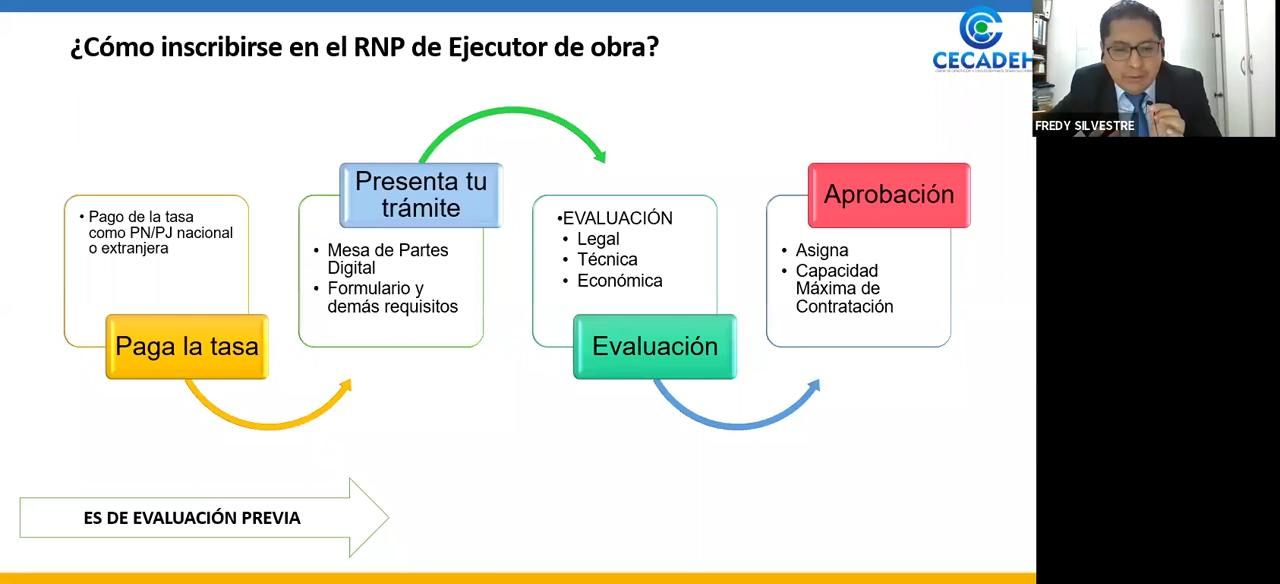 ¿Cómo inscribirse en el RNP de Ejecutor de obra?
CECADEH
FREDY SILVESTRE
• Pago de la tasa
como PN/PJ nacional
o extranjera
Paga la tasa
Presenta tu
trámite
• Mesa de Partes
Digital
• Formulario y
demás requisitos
•EVALUACIÓN
• Legal
• Técnica
• Económica
Evaluación
Aprobación
• Asigna
• Capacidad
Máxima de
Contratación
ES DE EVALUACIÓN PREVIA